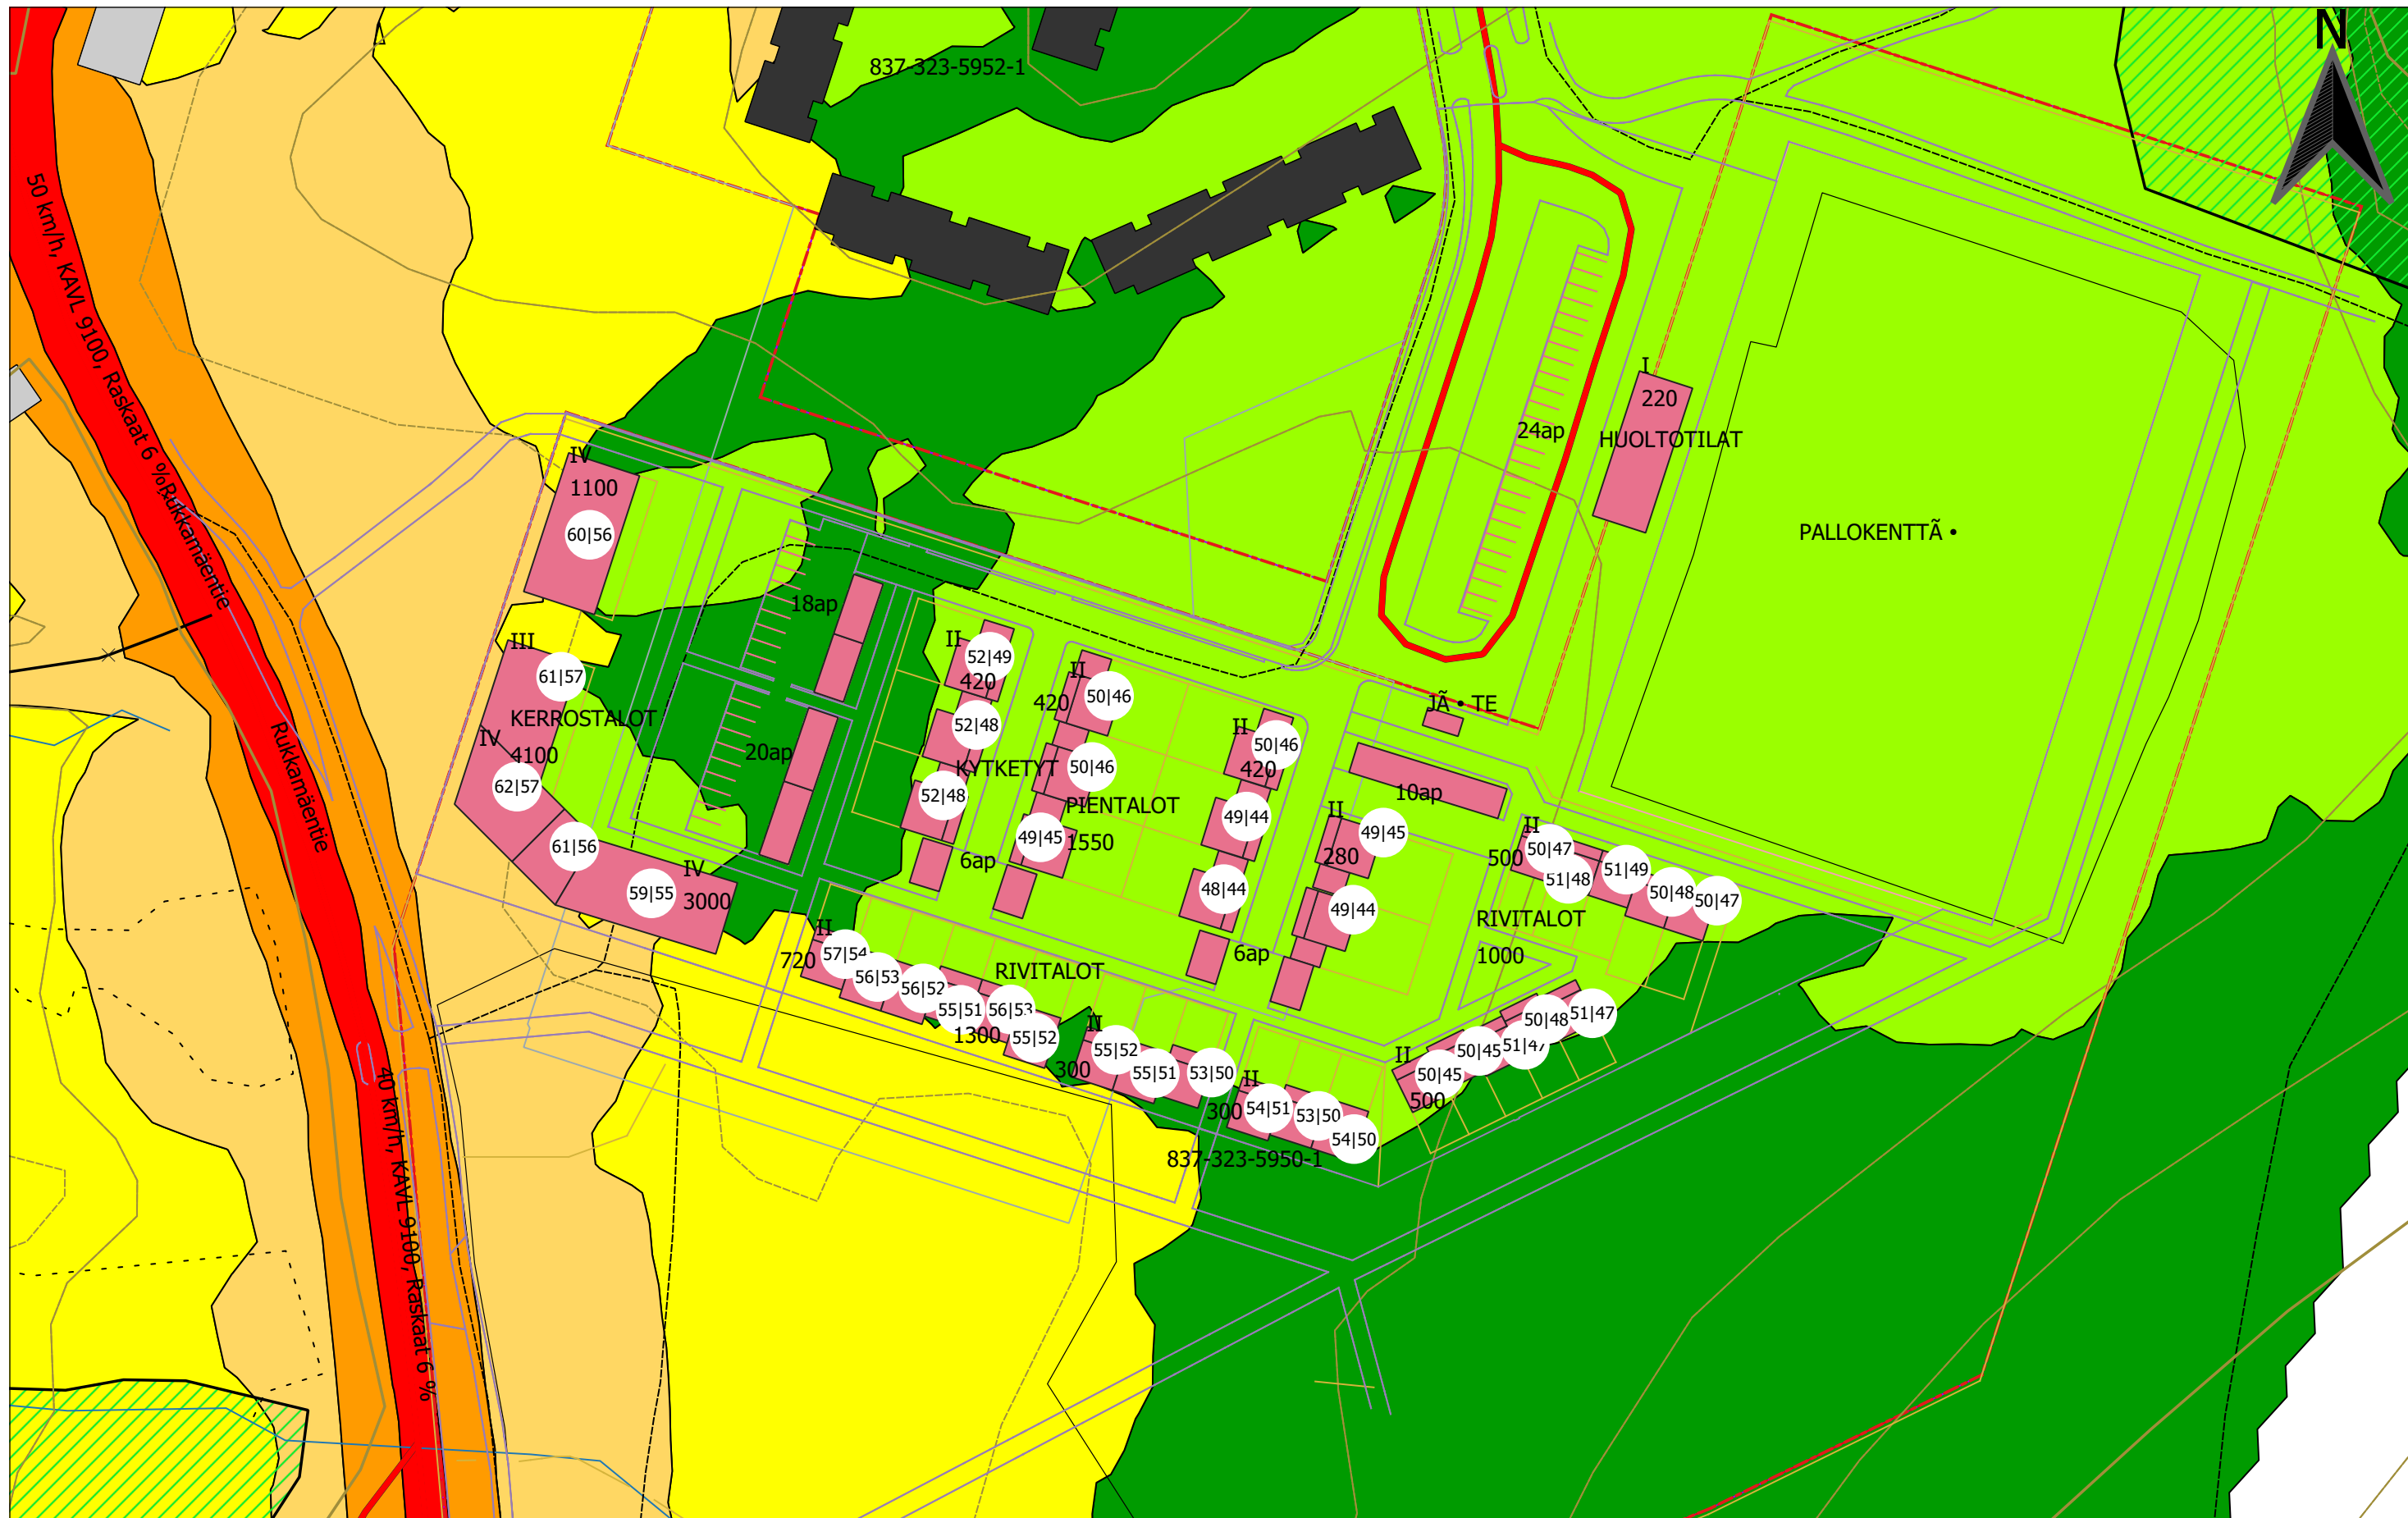 N
837-323-5952-1
50 km/h, KAVL 9100, Raskaat 6 %
Rukkamäentie
I
220
24ap
HUOLTOTILAT
IV
1100
60|56
PALLOKENTTÃ •
18ap
III
61|57
II
52|49
420
II
50|46
420
KERROSTALOT
52|48
JÃ • TE
IV
4100
20ap
II
50|46
420
KYTKETYT
50|46
62|57
52|48
PIENTALOT
49|44
10ap
II
49|45
49|45
1550
Rukkamäentie
61|56
6ap
280
II
500
50|47
51|48
51|49
50|48
50|47
IV
59|55
3000
48|44
49|44
RIVITALOT
1000
II
720
57|54
56|53
56|52
55|51
56|53
55|52
RIVITALOT
1300
6ap
II
300
55|52
55|51
53|50
II
300
54|51
53|50
54|50
II
50|45
50|45
51|47
50|48
51|47
500
837-323-5950-1
40 km/h, KAVL 9100, Raskaat 6 %